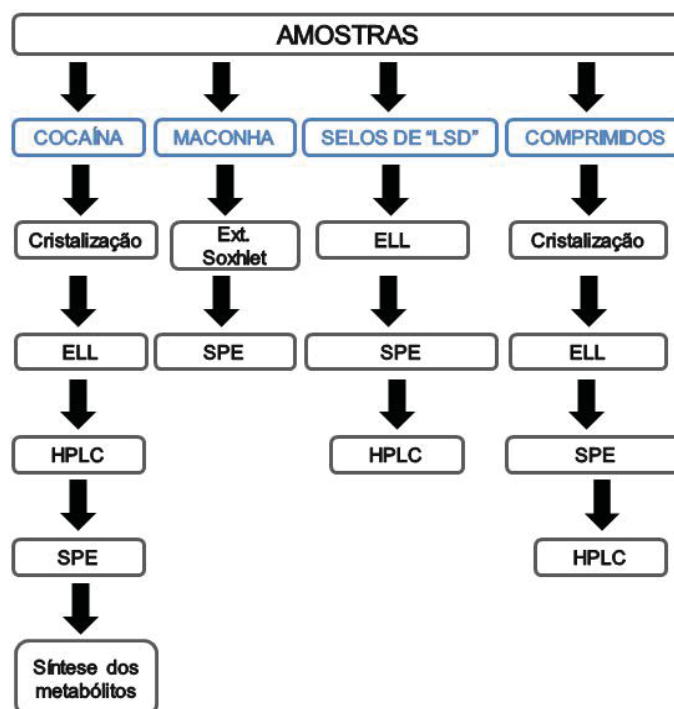 AMOSTRAS
COCAÍNA
MACONHA
SELOS DE “LSD”
COMPRIMIDOS
Cristalização
Ext.
Soxhlet
ELL
Cristalização
ELL
SPE
SPE
ELL
HPLC
HPLC
SPE
SPE
HPLC
Síntese dos
metabólitos